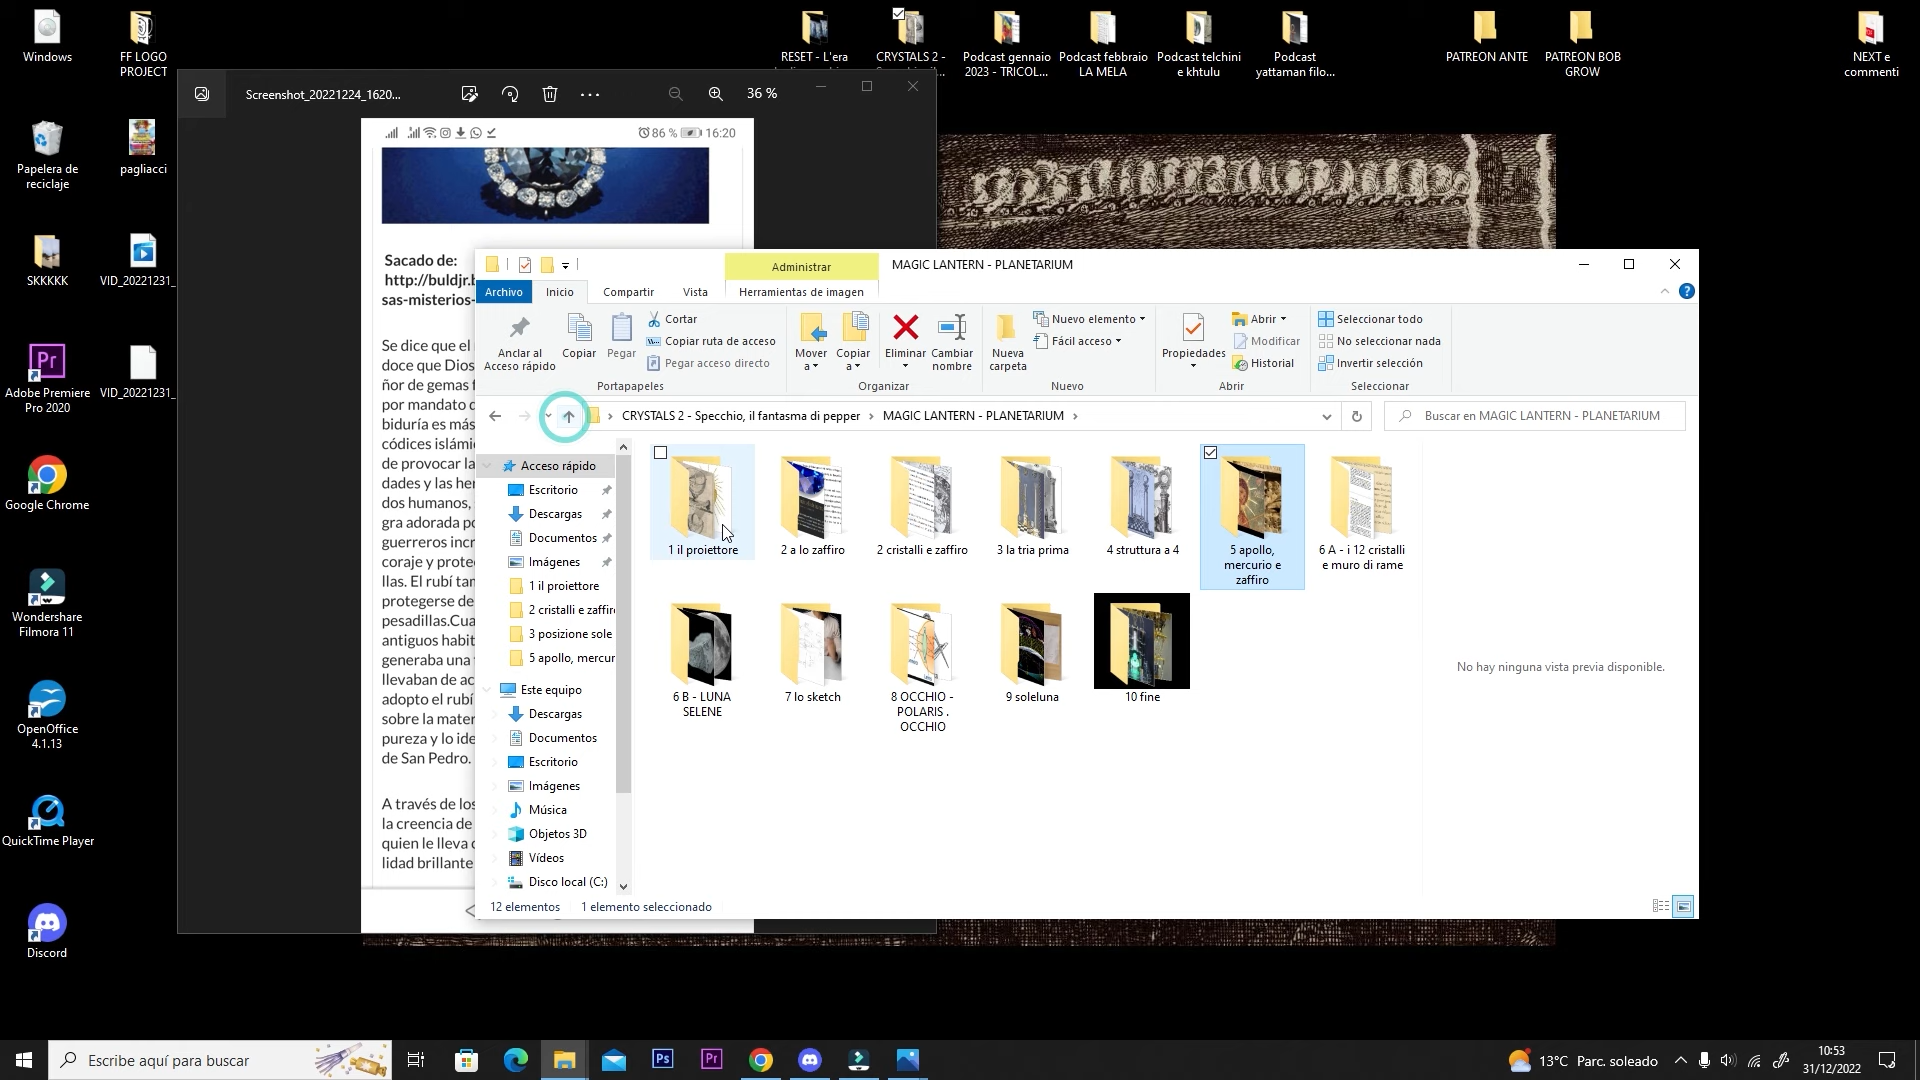 Windows
FF LOGO
PROJECT
RESET - L'era
CRYSTALS 2 -
Podcast gennaio
2023 - TRICOL...
Podcast febbraio
LA MELA
Podcast telchini
e khtulu
Podcast
yattaman filo...
PATREON ANTE
PATREON BOB
GROW
NEXT e
commenti
Papelera de
reciclaje
pagliacci
SKKKKK
VID_20221231_
Adobe Premiere
Pro 2020
VID_20221231_
Google Chrome
Wondershare
Filmora 11
OpenOffice
4.1.13
QuickTime Player
Discord
Screenshot_20221224_1620...
36 %
86 %
16:20
Sacado de:
http://buldjr.b
sas-misterios-
Se dice que el
doce que Dios
ñor de gemas f
por mandato d
biduría es más
códices islámi
de provocar la
dades y las her
dos humanos,
gra adorada po
guerreros incr
coraje y prote
llas. El rubí tam
protegerse de
pesadillas.Cua
antiguos habit
generaba una
llevaban de ac
adopto el rubí
sobre la mater
pureza y lo ide
de San Pedro.
A través de los
la creencia de
quien le lleva
lidad brillante
Administrar
MAGIC LANTERN - PLANETARIUM
Archivo
Inicio
Compartir
Vista
Herramientas de imagen
Anclar al
Acceso rápido
Copiar
Pegar
Cortar
Copiar ruta de acceso
Pegar acceso directo
Portapapeles
Mover
a
Copiar
a
Eliminar
Cambiar
nombre
Organizar
Nueva
carpeta
Nuevo elemento
Fácil acceso
Nuevo
Propiedades
Abrir
Modificar
Historial
Abrir
Seleccionar todo
No seleccionar nada
Invertir selección
Seleccionar
CRYSTALS 2 - Specchio, il fantasma di pepper
MAGIC LANTERN - PLANETARIUM
Buscar en MAGIC LANTERN - PLANETARIUM
Acceso rápido
Escritorio
Descargas
Documentos
Imágenes
1 il proiettore
2 cristalli e zaffiro
3 posizione sole
5 apollo, mercur
Este equipo
Descargas
Documentos
Escritorio
Imágenes
Música
Objetos 3D
Vídeos
Disco local (C:)
1 il proiettore
2 a lo zaffiro
2 cristalli e zaffiro
3 la tria prima
4 struttura a 4
5 apollo,
mercurio e
zaffiro
6 A - i 12 cristalli
e muro di rame
6 B - LUNA
SELENE
7 lo sketch
8 OCCHIO -
POLARIS .
OCCHIO
9 soleluna
10 fine
No hay ninguna vista previa disponible.
12 elementos
1 elemento seleccionado
Escribe aquí para buscar
13°C Parc. soleado
10:53
31/12/2022